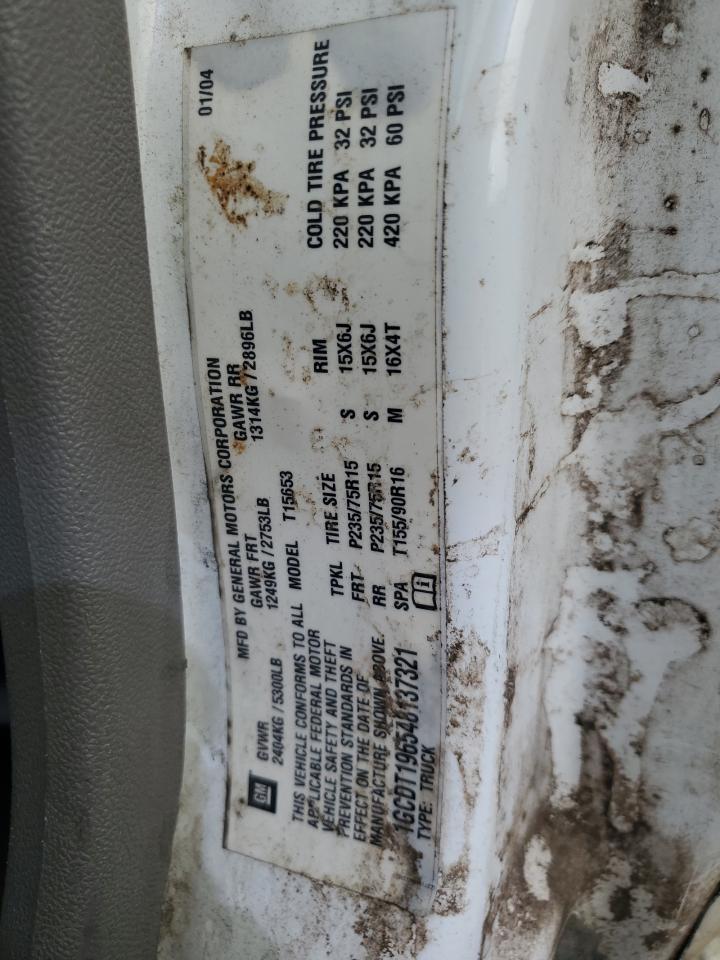 01/04
MFD BY GENERAL MOTORS CORPORATION
GM
GVWR GAWR FRT GAWR RR
2404KG / 5300LB 1249KG / 2753LB 1314KG / 2896LB
THIS VEHICLE CONFORMS TO ALL
APPLICABLE FEDERAL MOTOR
VEHICLE SAFETY AND THEFT
PREVENTION STANDARDS IN
EFFECT ON THE DATE OF
MANUFACTURE SHOWN ABOVE.
MODEL T15653
TPKL TIRE SIZE RIM COLD TIRE PRESSURE
FRT P235/75R15 S 15X6J 220 KPA 32 PSI
RR P235/75R15 S 15X6J 220 KPA 32 PSI
SPA T155/90R16 M 16X4T 420 KPA 60 PSI
1GCDT196548137321
TYPE: TRUCK